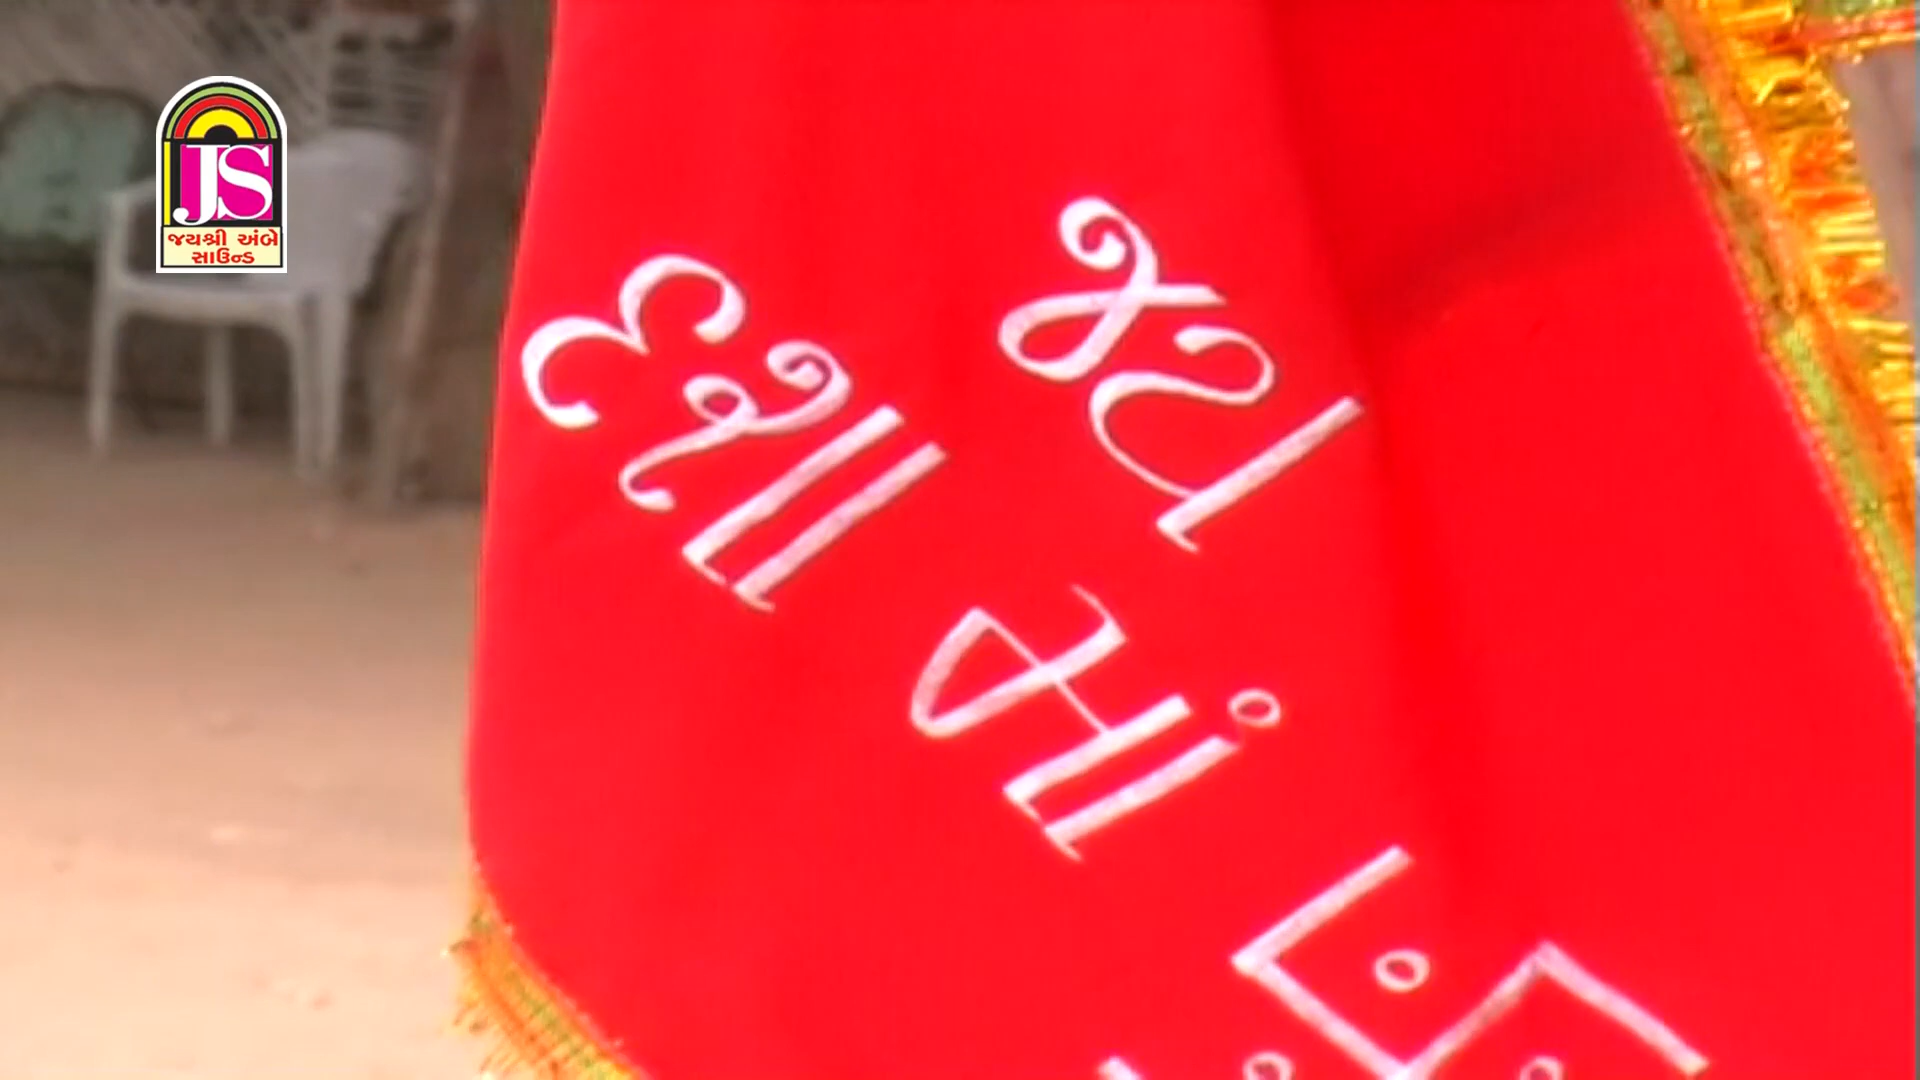 જયશ્રી અંબે
સાઉન્ડ
JS
જય
દશા માં